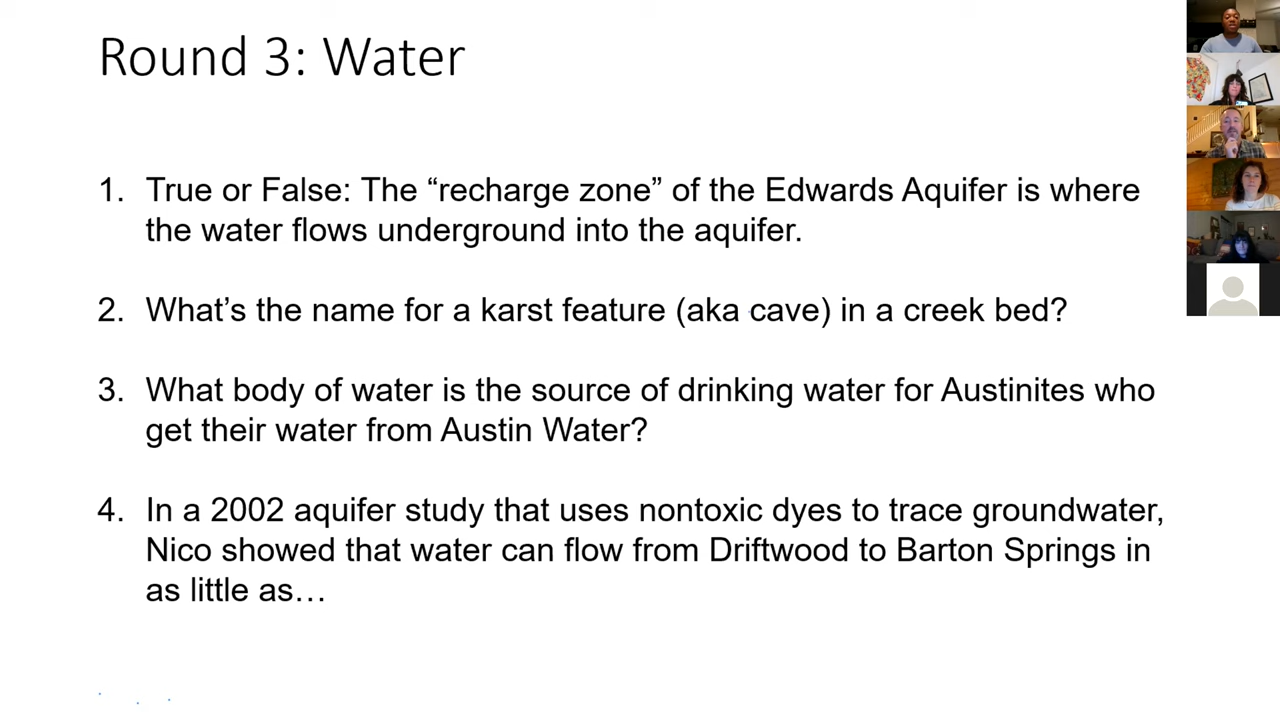 Round 3: Water
1. True or False: The “recharge zone” of the Edwards Aquifer is where
the water flows underground into the aquifer.
2. What’s the name for a karst feature (aka cave) in a creek bed?
3. What body of water is the source of drinking water for Austinites who
get their water from Austin Water?
4. In a 2002 aquifer study that uses nontoxic dyes to trace groundwater,
Nico showed that water can flow from Driftwood to Barton Springs in
as little as…